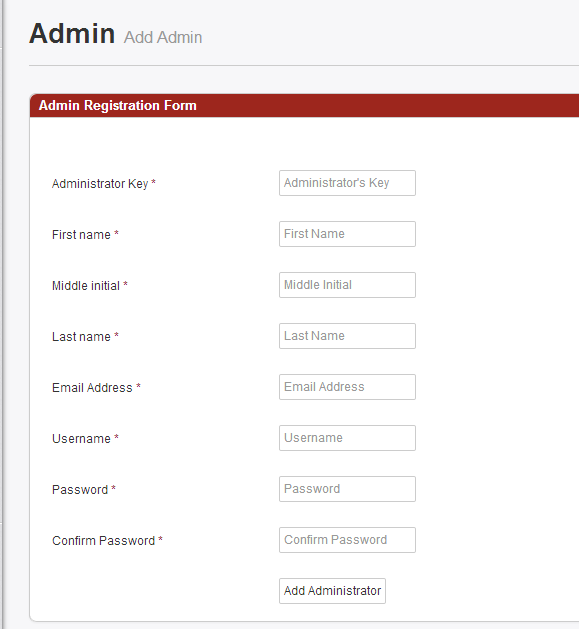 Admin Add Admin
Admin Registration Form
Administrator Key * Administrator's Key
First name * First Name
Middle initial * Middle Initial
Last name * Last Name
Email Address * Email Address
Username * Username
Password * Password
Confirm Password * Confirm Password
Add Administrator